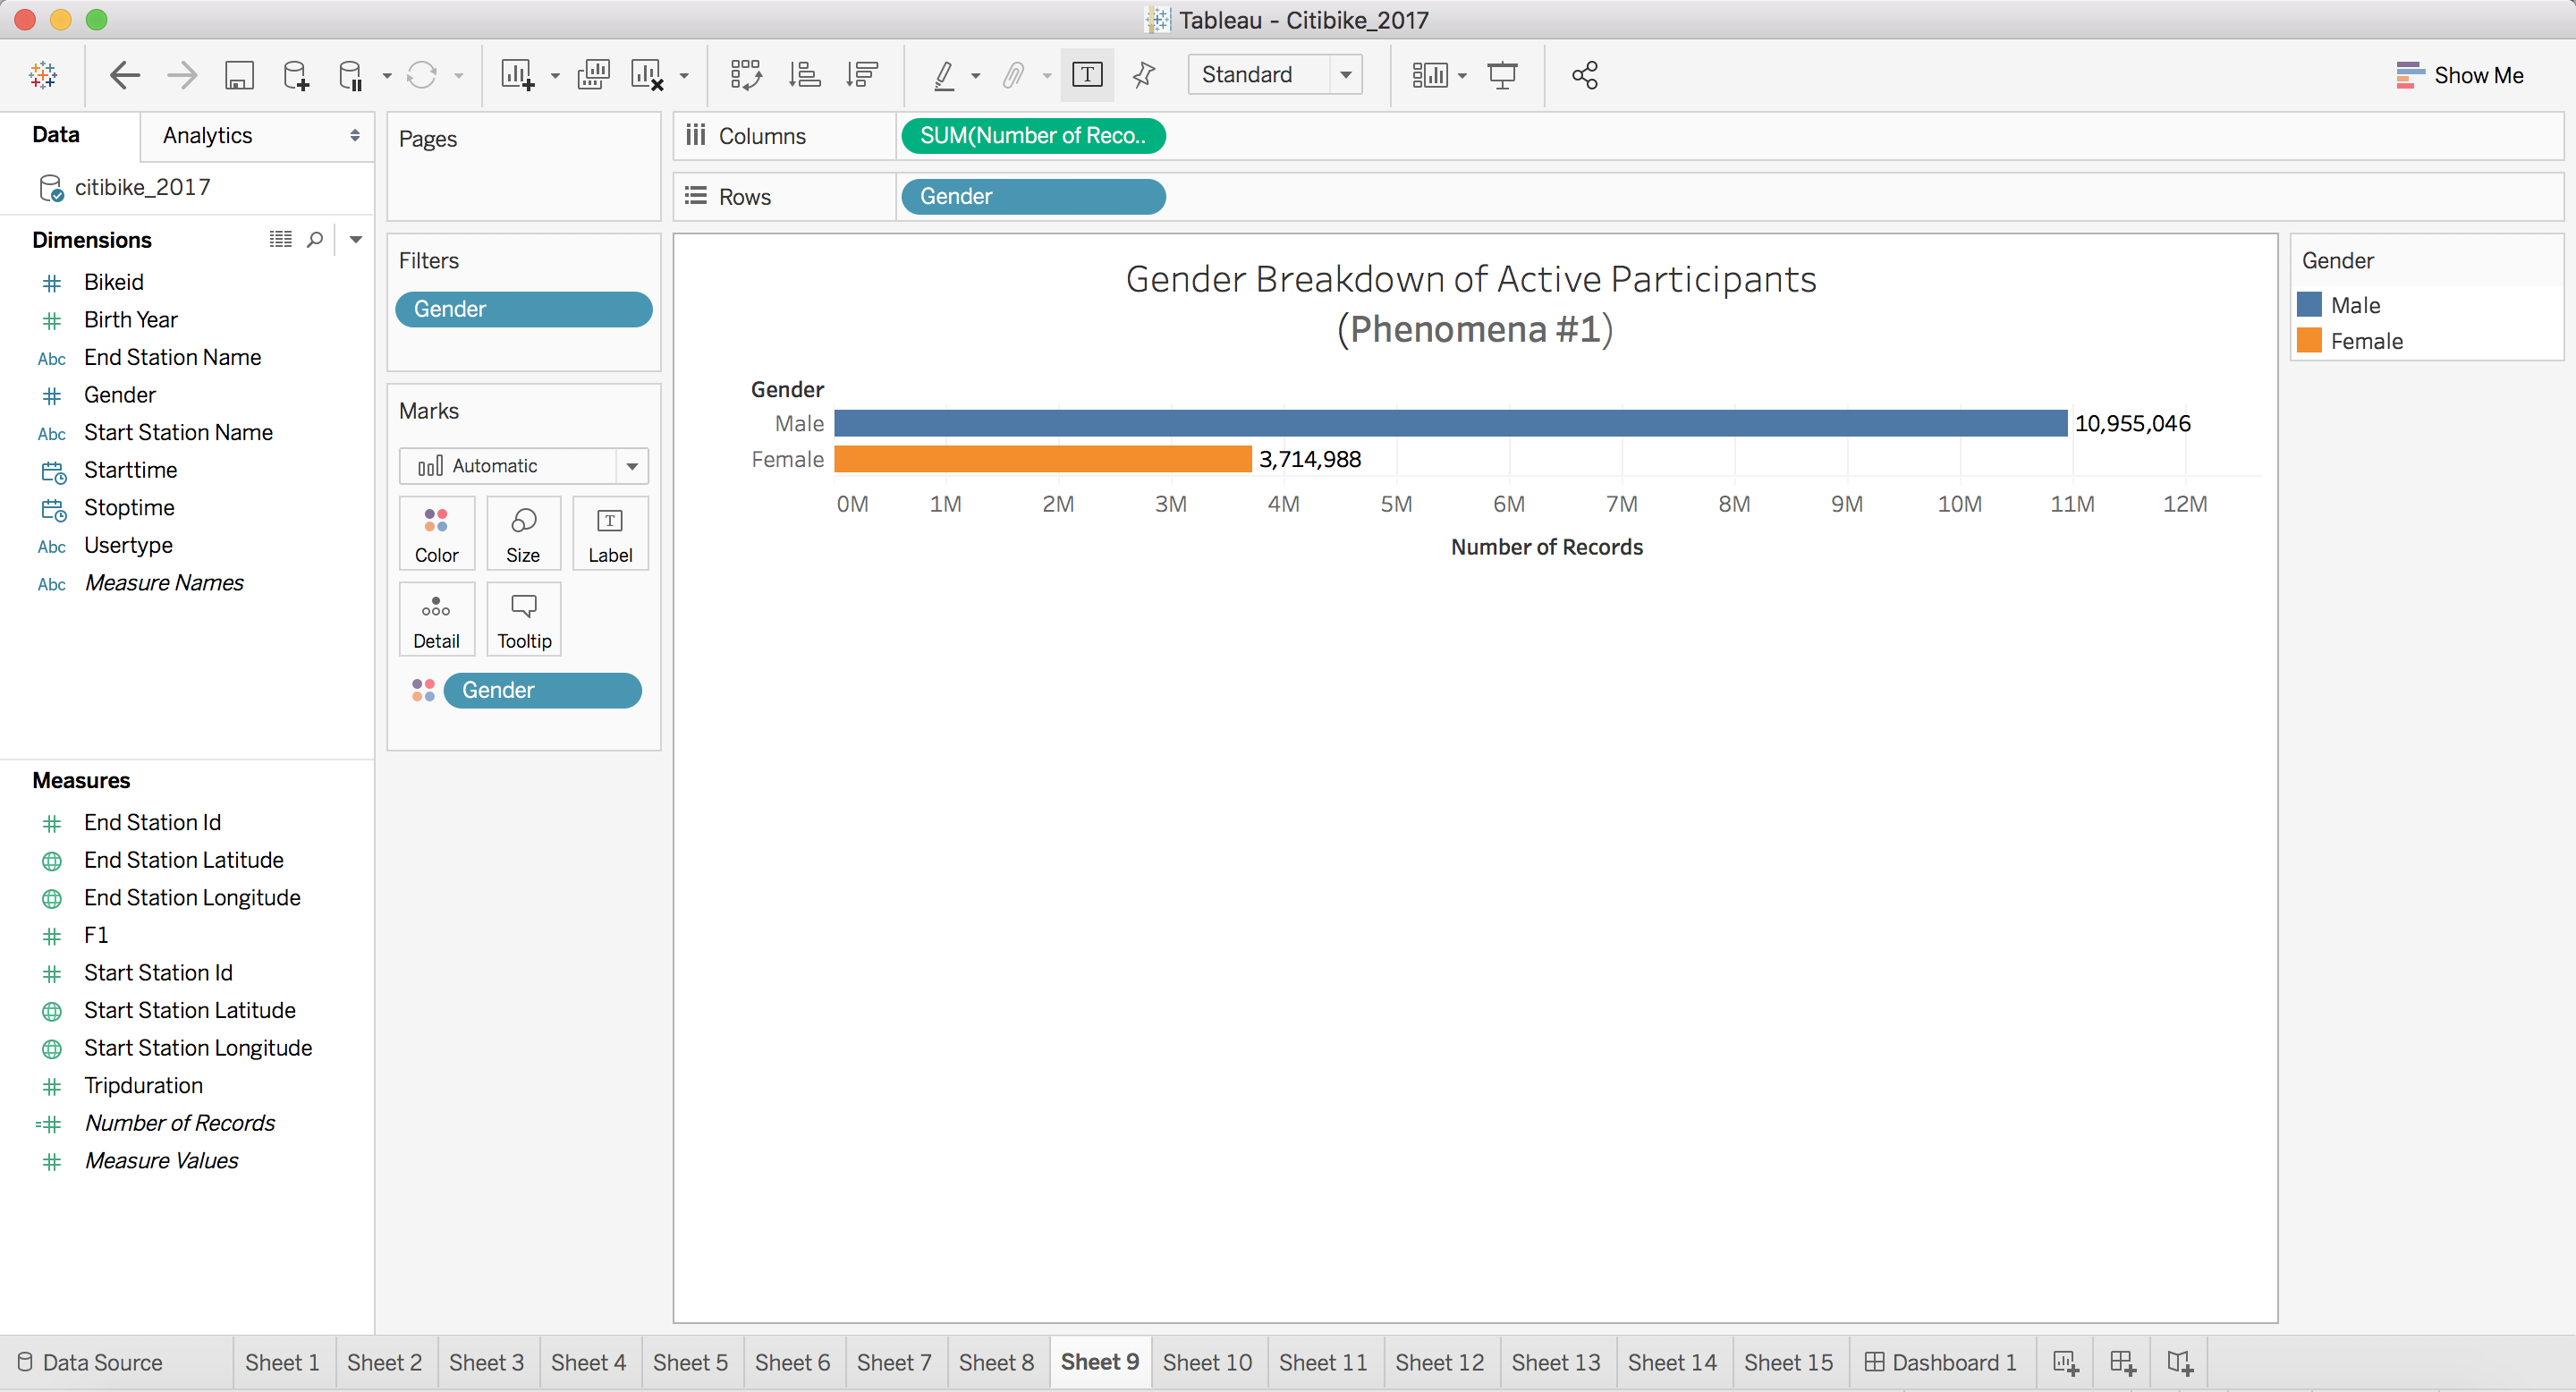 Tableau - Citibike_2017
Standard
Show Me
Data
Analytics
citibike_2017
Dimensions
# Bikeid
# Birth Year
Abc End Station Name
# Gender
Abc Start Station Name
Starttime
Stoptime
Abc Usertype
Abc Measure Names
Measures
# End Station Id
End Station Latitude
End Station Longitude
# F1
# Start Station Id
Start Station Latitude
Start Station Longitude
# Tripduration
=# Number of Records
# Measure Values
Pages
Filters
Gender
Marks
Automatic
Color Size Label
Detail Tooltip
Gender
Columns SUM(Number of Reco..
Rows Gender
Gender Breakdown of Active Participants
(Phenomena #1)
Gender
Male 10,955,046
Female 3,714,988
0M 1M 2M 3M 4M 5M 6M 7M 8M 9M 10M 11M 12M
Number of Records
Gender
Male
Female
Data Source Sheet 1 Sheet 2 Sheet 3 Sheet 4 Sheet 5 Sheet 6 Sheet 7 Sheet 8 Sheet 9 Sheet 10 Sheet 11 Sheet 12 Sheet 13 Sheet 14 Sheet 15 Dashboard 1